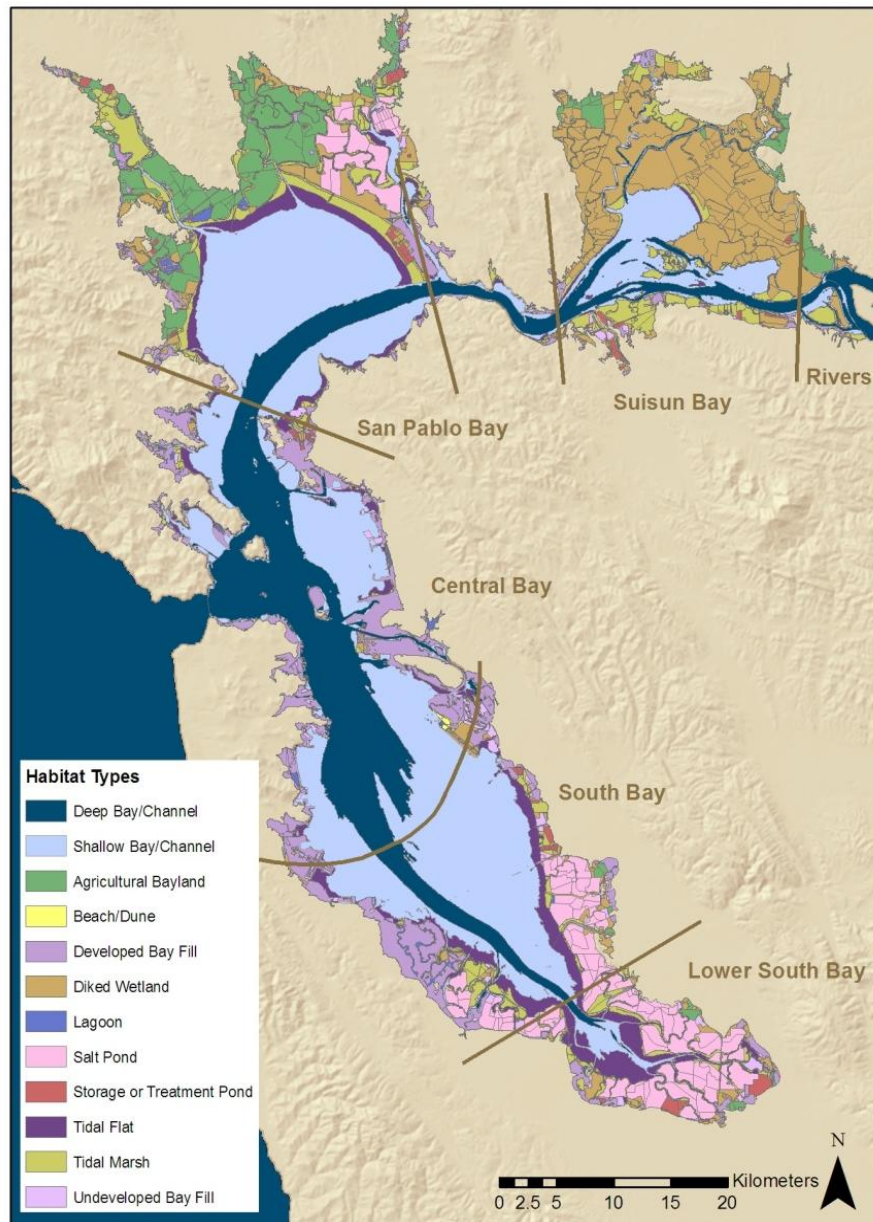 San Pablo Bay
Suisun Bay
Rivers
Central Bay
South Bay
Lower South Bay
Habitat Types
Deep Bay/Channel
Shallow Bay/Channel
Agricultural Bayland
Beach/Dune
Developed Bay Fill
Diked Wetland
Lagoon
Salt Pond
Storage or Treatment Pond
Tidal Flat
Tidal Marsh
Undeveloped Bay Fill
N
Kilometers
0 2.5 5 10 15 20